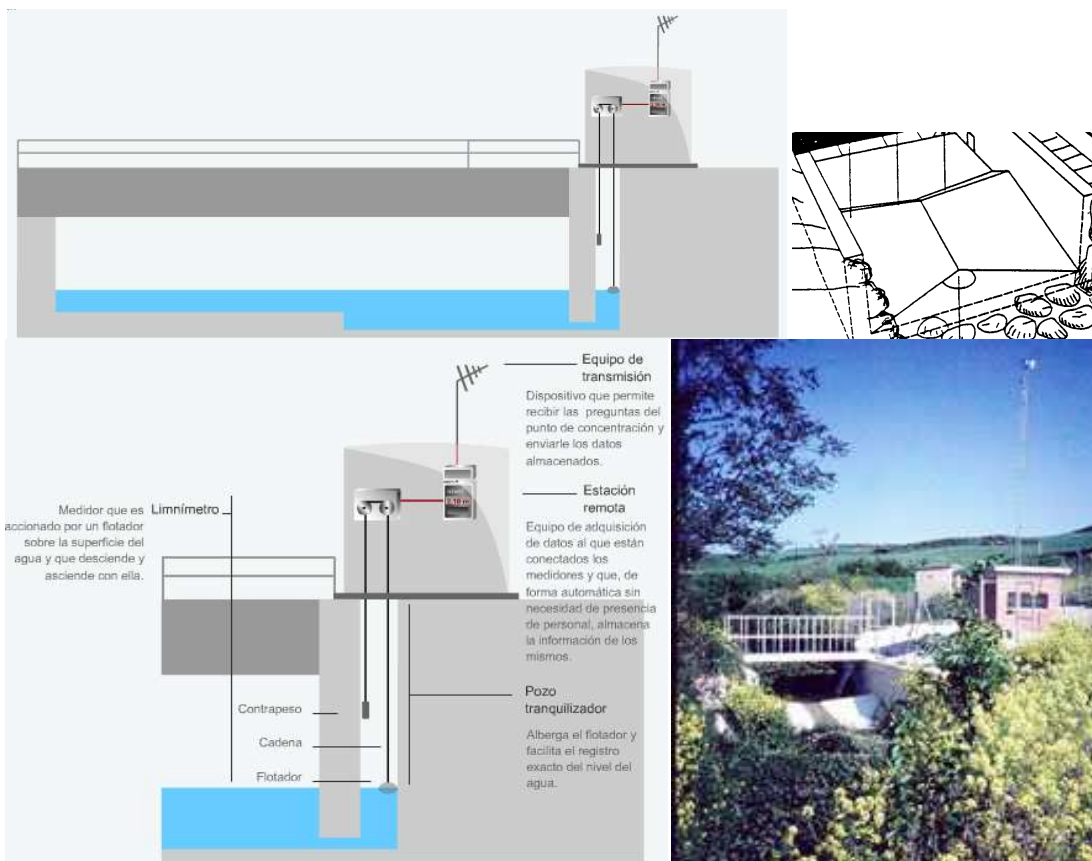 Equipo de
transmisión
Dispositivo que permite
recibir las preguntas del
punto de concentración y
enviarle los datos
almacenados.
Medidor que es
accionado por un flotador
sobre la superficie del
agua y que desciende y
asciende con ella.
Limnímetro
Estación
remota
Equipo de adquisición
de datos al que están
conectados los
medidores y que, de
forma automática sin
necesidad de presencia
de personal, almacena
la información de los
mismos.
Contrapeso
Cadena
Flotador
Pozo
tranquilizador
Alberga el flotador y
facilita el registro
exacto del nivel del
agua.